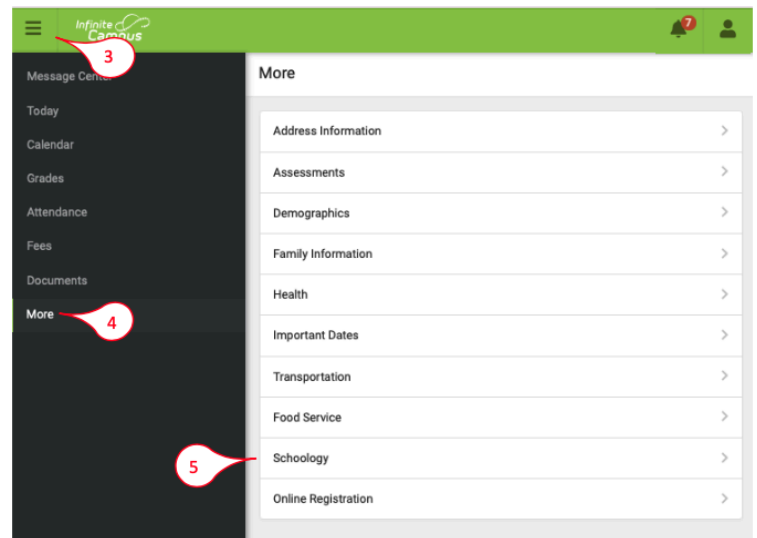 Infinite
Campus
7
3
Message Center
More
Today
Address Information
Calendar
Assessments
Grades
Attendance
Demographics
Fees
Family Information
Documents
Health
More
4
Important Dates
Transportation
Food Service
5
Schoology
Online Registration